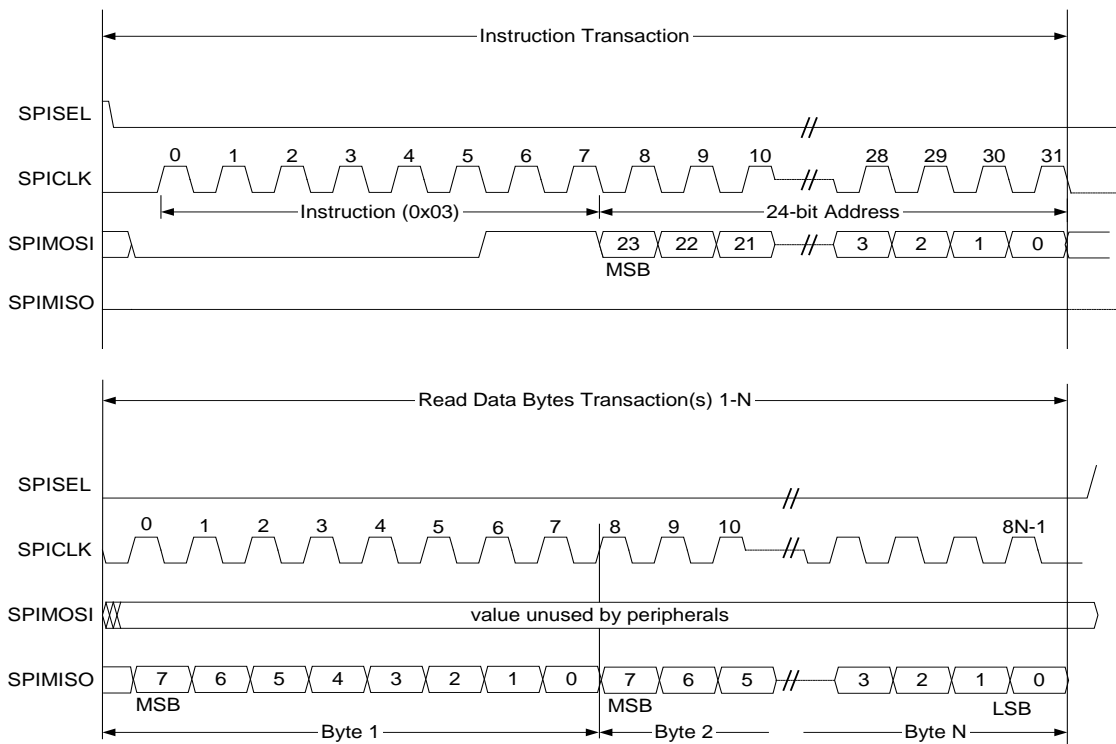 Instruction Transaction
SPISEL
0 1 2 3 4 5 6 7 8 9 10 28 29 30 31
SPICLK
Instruction (0x03) 24-bit Address
SPIMOSI 23 22 21 3 2 1 0
MSB
SPIMISO
Read Data Bytes Transaction(s) 1-N
SPISEL
0 1 2 3 4 5 6 7 8 9 10 8N-1
SPICLK
SPIMOSI value unused by peripherals
SPIMISO 7 6 5 4 3 2 1 0 7 6 5 3 2 1 0
MSB MSB LSB
Byte 1 Byte 2 Byte N